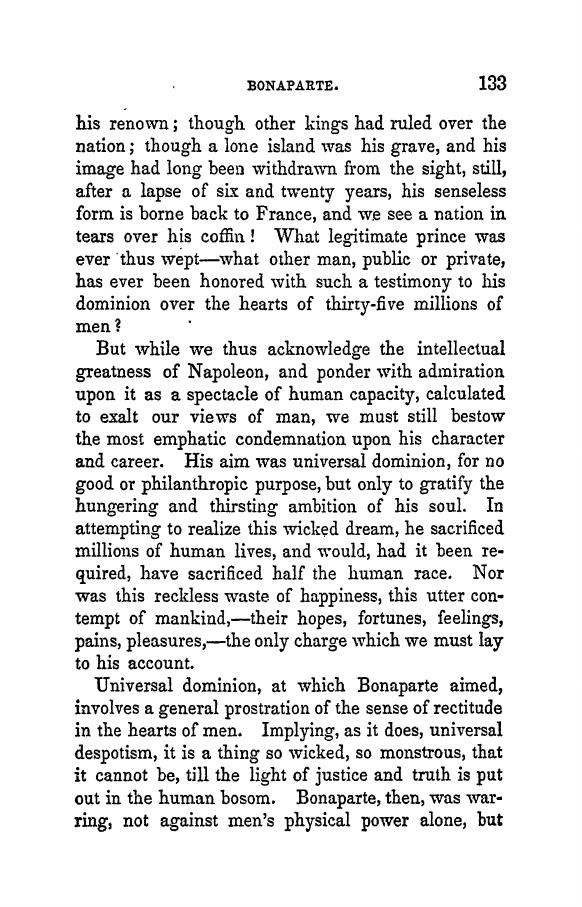 BONAPARTE. 133
his renown; though other kings had ruled over the
nation; though a lone island was his grave, and his
image had long been withdrawn from the sight, still,
after a lapse of six and twenty years, his senseless
form is borne back to France, and we see a nation in
tears over his coffin! What legitimate prince was
ever thus wept—what other man, public or private,
has ever been honored with such a testimony to his
dominion over the hearts of thirty-five millions of
men?
But while we thus acknowledge the intellectual
greatness of Napoleon, and ponder with admiration
upon it as a spectacle of human capacity, calculated
to exalt our views of man, we must still bestow
the most emphatic condemnation upon his character
and career. His aim was universal dominion, for no
good or philanthropic purpose, but only to gratify the
hungering and thirsting ambition of his soul. In
attempting to realize this wicked dream, he sacrificed
millions of human lives, and would, had it been re-
quired, have sacrificed half the human race. Nor
was this reckless waste of happiness, this utter con-
tempt of mankind,—their hopes, fortunes, feelings,
pains, pleasures,—the only charge which we must lay
to his account.
Universal dominion, at which Bonaparte aimed,
involves a general prostration of the sense of rectitude
in the hearts of men. Implying, as it does, universal
despotism, it is a thing so wicked, so monstrous, that
it cannot be, till the light of justice and truth is put
out in the human bosom. Bonaparte, then, was war-
ring, not against men's physical power alone, but